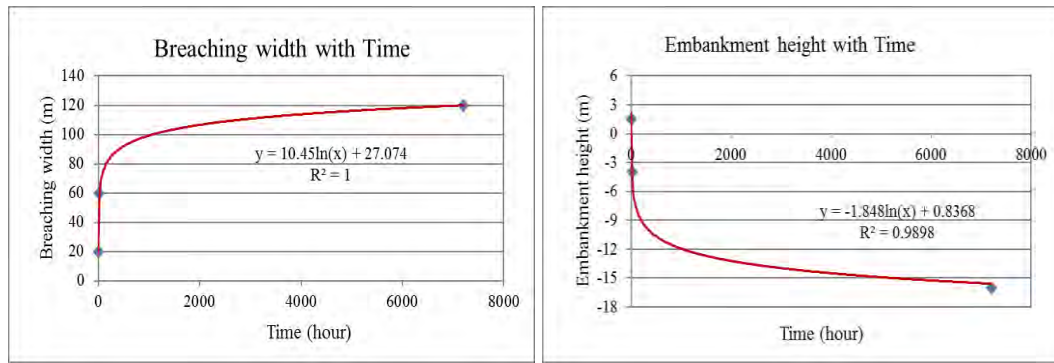 Breaching width with Time
Breaching width (m)
140
120
100
80
60
40
20
0
y = 10.45ln(x) + 27.074
R² = 1
0 2000 4000 6000 8000
Time (hour)
Embankment height with Time
Embankment height (m)
6
3
0
-3
-6
-9
-12
-15
-18
0 2000 4000 6000 8000
y = -1.848ln(x) + 0.8368
R² = 0.9898
Time (hour)